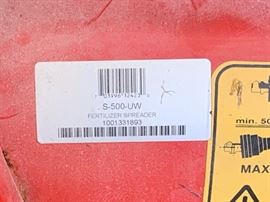 S-500-UW
FERTILIZER SPREADER
1001331893
min. 50
MAX